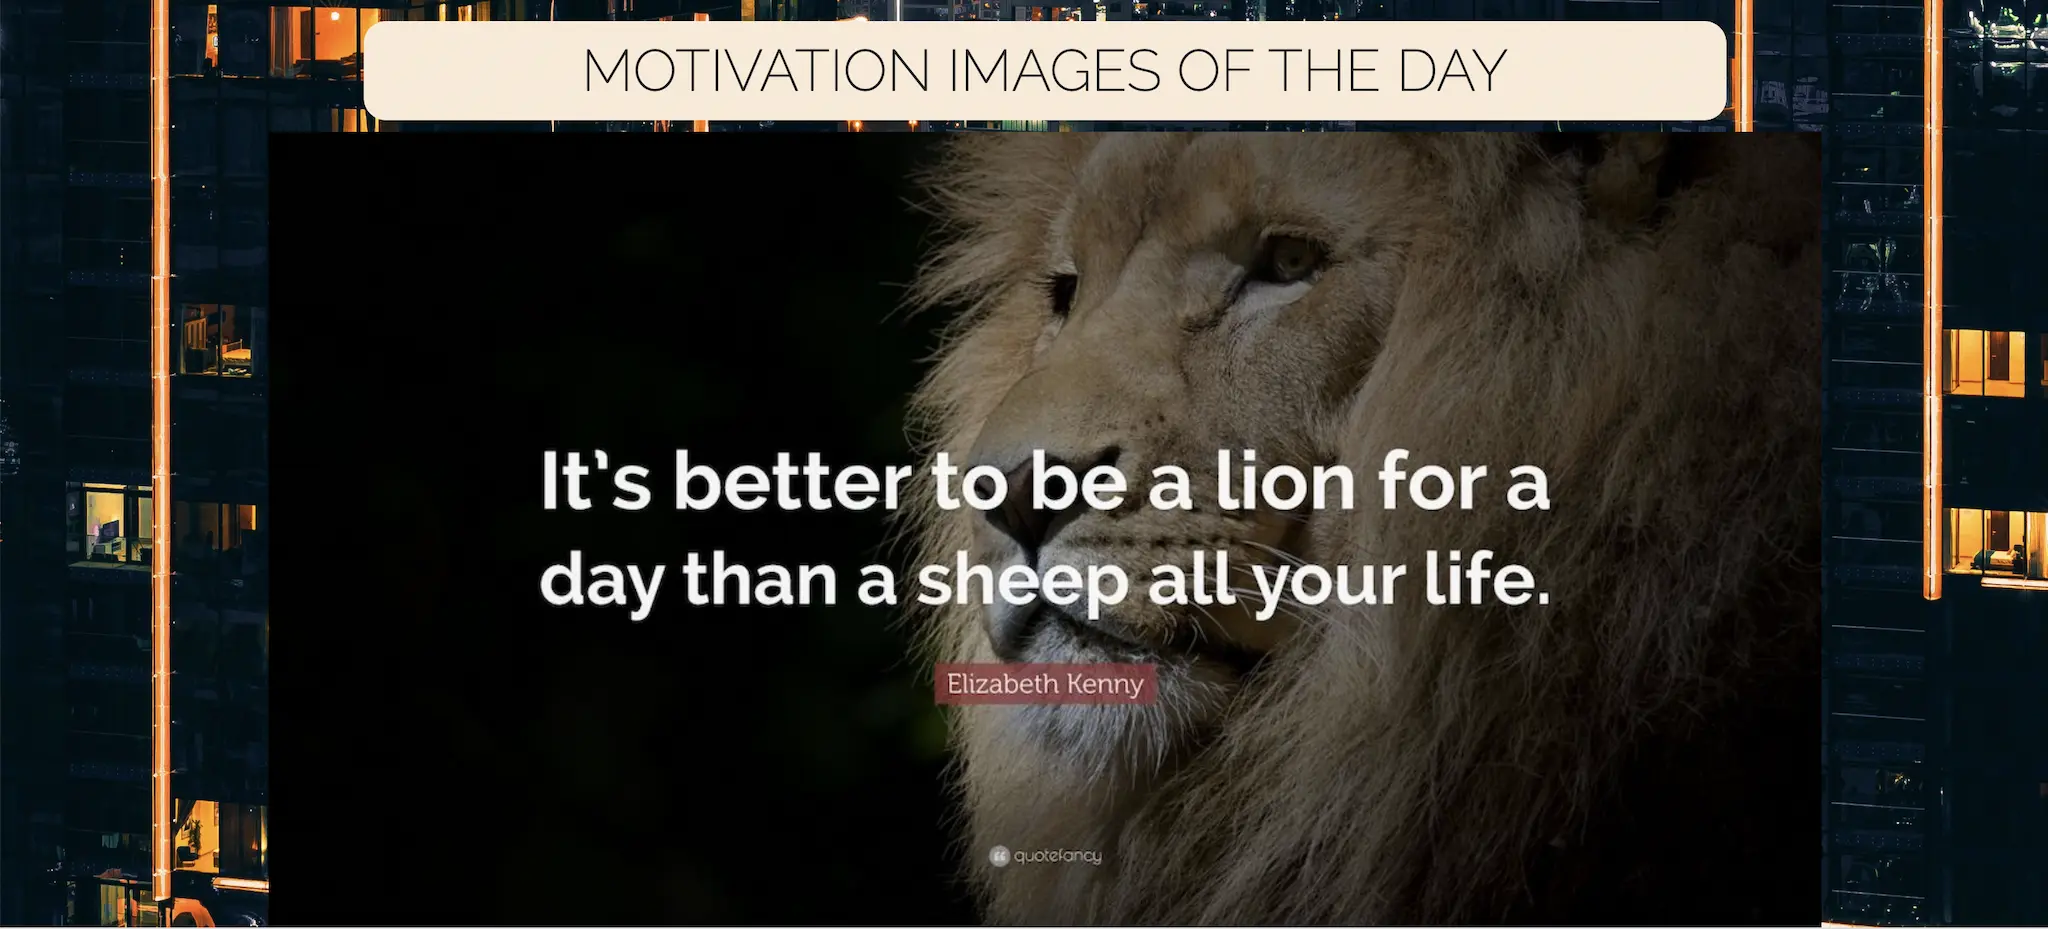 MOTIVATION IMAGES OF THE DAY
It’s better to be a lion for a
day than a sheep all your life.
Elizabeth Kenny
quotefancy